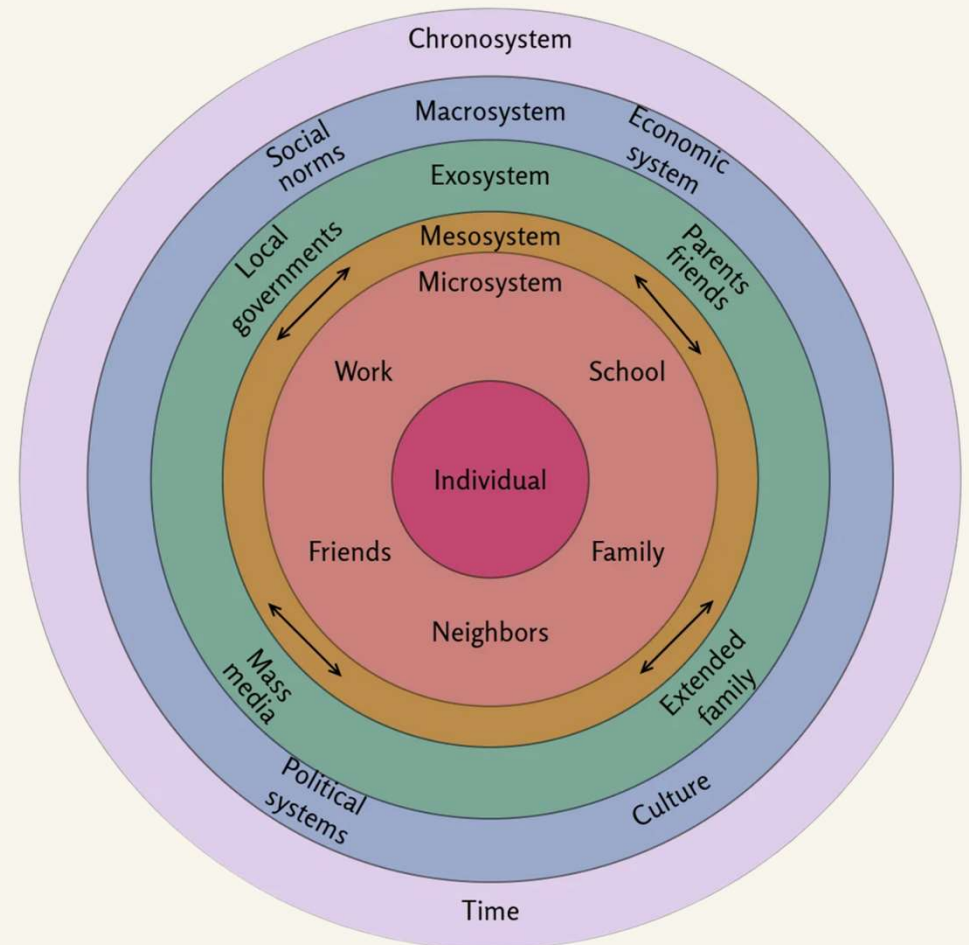 Chronosystem
Macrosystem
Social
norms
Economic
system
Exosystem
Local
governments
Parents
friends
Mesosystem
Microsystem
Work
School
Individual
Friends
Family
Neighbors
Mass
media
Extended
family
Political
systems
Culture
Time